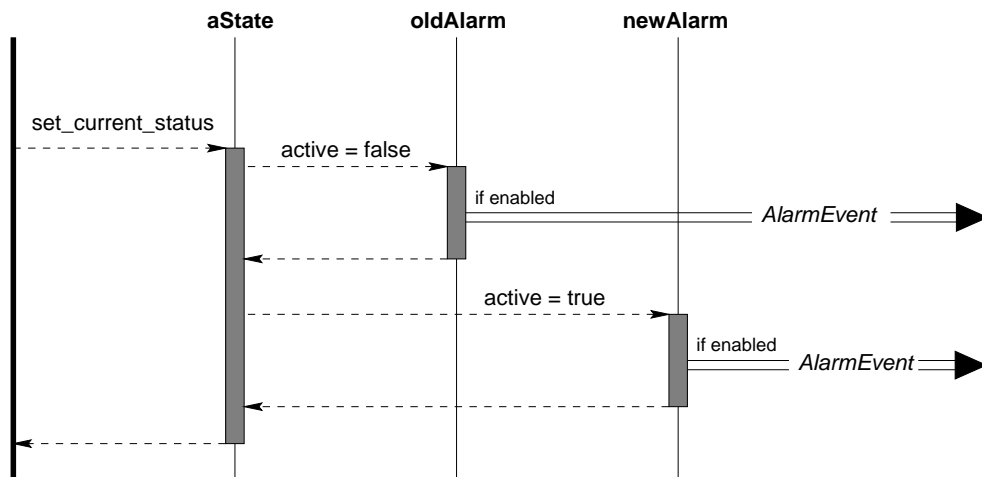 aState oldAlarm newAlarm
set_current_status
active = false
if enabled
AlarmEvent
active = true
if enabled
AlarmEvent